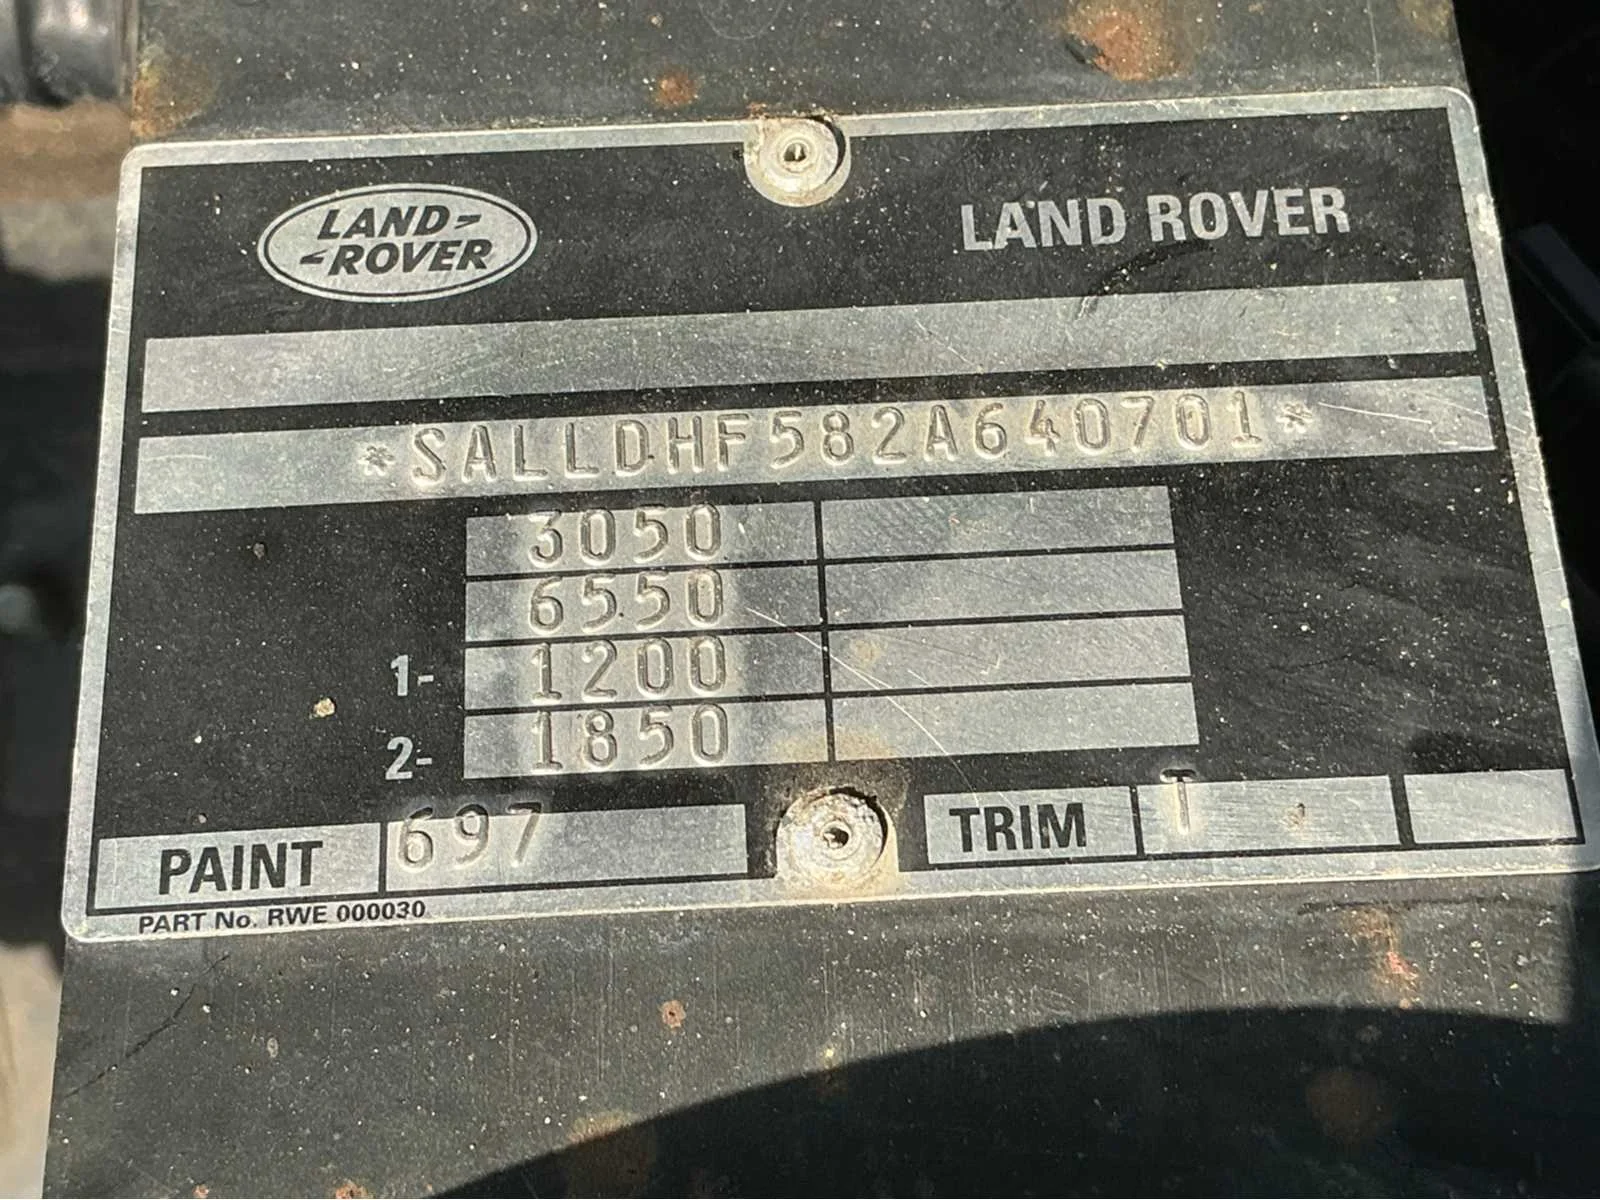 LAND-
-ROVER
LAND ROVER
*SALLDHF582A640701*
3050
6550
1- 1200
2- 1850
PAINT 697 TRIM T
PART No. RWE 000030